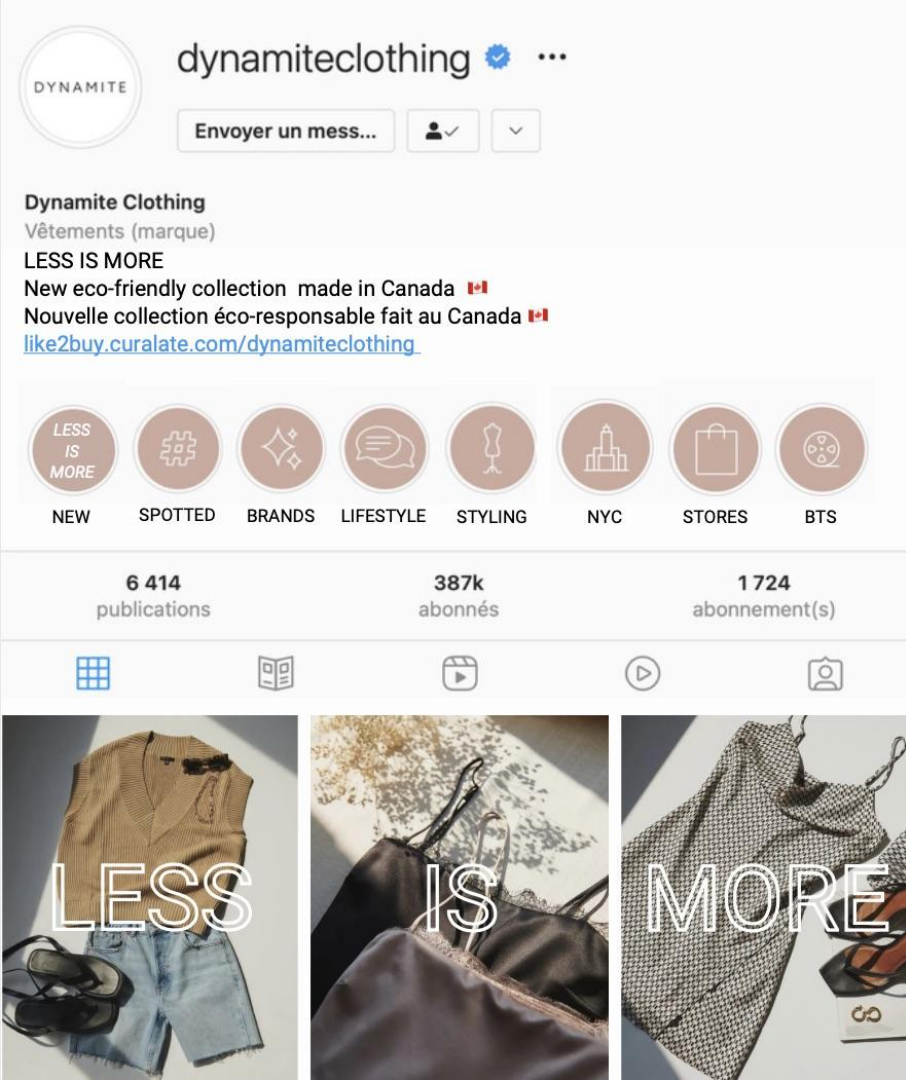 DYNAMITE
dynamiteclothing
Envoyer un mess...
Dynamite Clothing
Vêtements (marque)
LESS IS MORE
New eco-friendly collection  made in Canada 🇨🇦
Nouvelle collection éco-responsable fait au Canada 🇨🇦
like2buy.curalate.com/dynamiteclothing
LESS
IS
MORE
NEW
SPOTTED
BRANDS
LIFESTYLE
STYLING
NYC
STORES
BTS
6 414
publications
387k
abonnés
1 724
abonnement(s)
LESS
IS
MORE